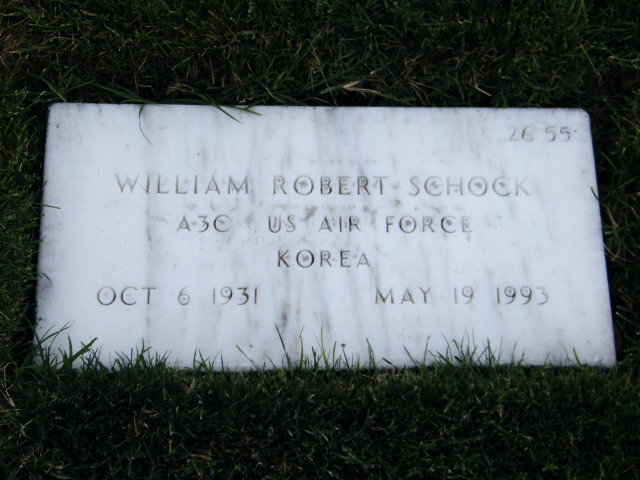 26 55
WILLIAM ROBERT SCHOCK
A3C US AIR FORCE
KOREA
OCT 6 1931 MAY 19 1993